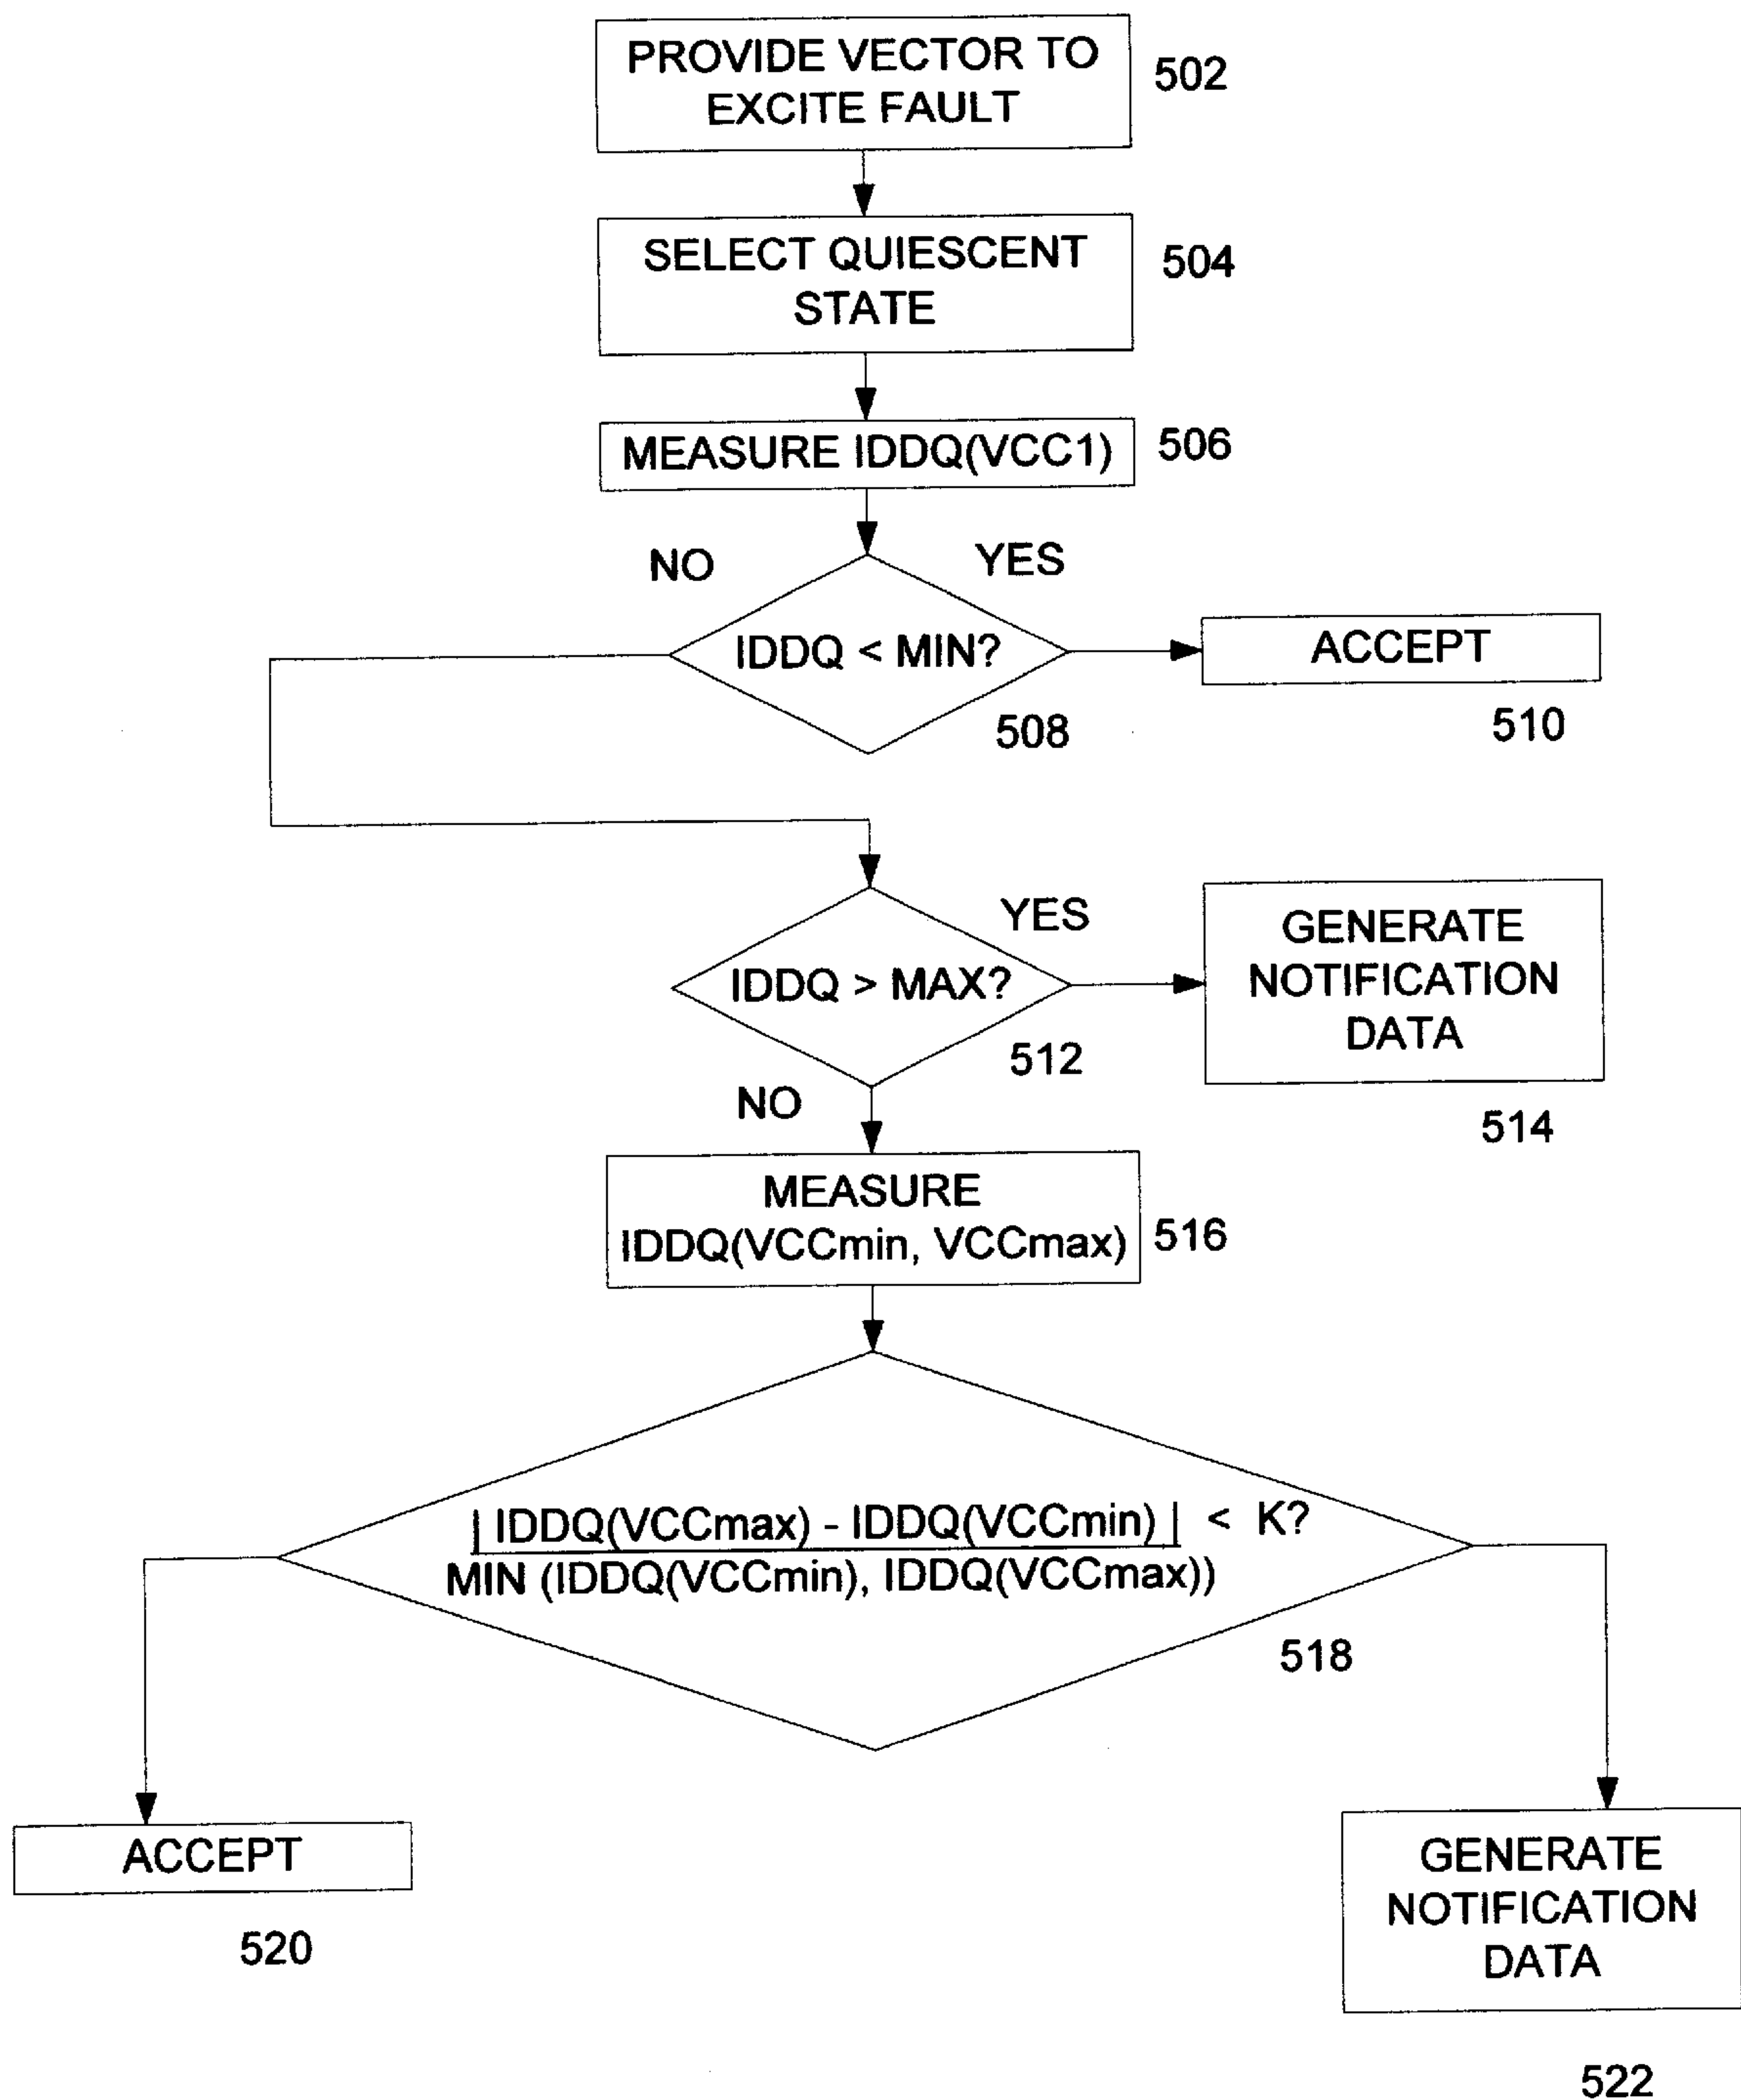 PROVIDE VECTOR TO
EXCITE FAULT
502
SELECT QUIESCENT
STATE
504
MEASURE IDDQ(VCC1)
506
NO
YES
IDDQ < MIN?
508
ACCEPT
510
YES
IDDQ > MAX?
512
NO
GENERATE
NOTIFICATION
DATA
514
MEASURE
IDDQ(VCCmin, VCCmax)
516
| IDDQ(VCCmax) - IDDQ(VCCmin) | < K?
MIN (IDDQ(VCCmin), IDDQ(VCCmax))
518
ACCEPT
520
GENERATE
NOTIFICATION
DATA
522